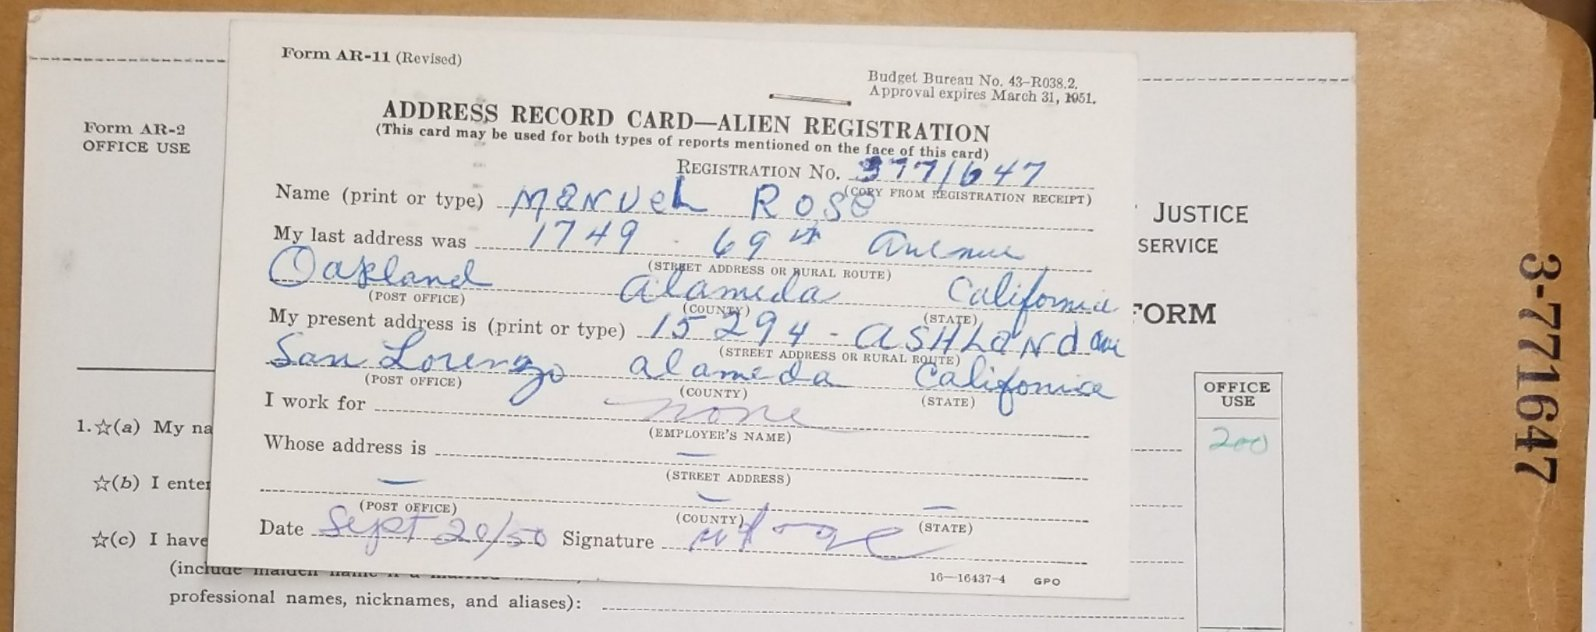 Form AR-11 (Revised)
Budget Bureau No. 43-R038.2.
Approval expires March 31, 1951.
ADDRESS RECORD CARD—ALIEN REGISTRATION
(This card may be used for both types of reports mentioned on the face of this card)
REGISTRATION No. 3771647
(COPY FROM REGISTRATION RECEIPT)
Name (print or type) Manuel Rose
My last address was 1749 - 69th Avenue
(STREET ADDRESS OR RURAL ROUTE)
Oakland Alameda California
(POST OFFICE) (COUNTY) (STATE)
My present address is (print or type) 15294 - ASHLANd ave
(STREET ADDRESS OR RURAL ROUTE)
San Lorenzo alameda Califonia
(POST OFFICE) (COUNTY) (STATE)
I work for none
(EMPLOYER'S NAME)
Whose address is —
(STREET ADDRESS)
— — —
(POST OFFICE) (COUNTY) (STATE)
Date Sept 20/50 Signature
16—16437-4 GPO
Form AR-2
OFFICE USE
JUSTICE
SERVICE
FORM
OFFICE
USE
200
1.☆(a) My na
☆(b) I enter
☆(c) I have
(include maiden name if a married
professional names, nicknames, and aliases):
3-771647